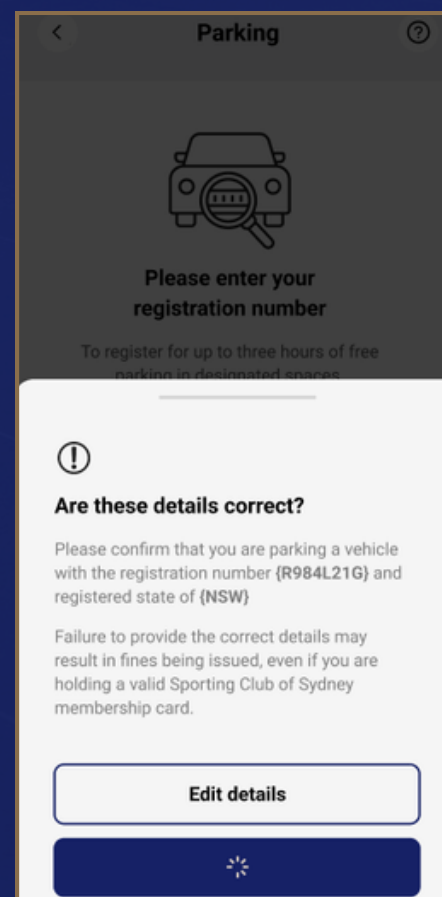 Parking
Please enter your
registration number
To register for up to three hours of free
parking in designated spaces
Are these details correct?
Please confirm that you are parking a vehicle
with the registration number {R984L21G} and
registered state of {NSW}
Failure to provide the correct details may
result in fines being issued, even if you are
holding a valid Sporting Club of Sydney
membership card.
Edit details